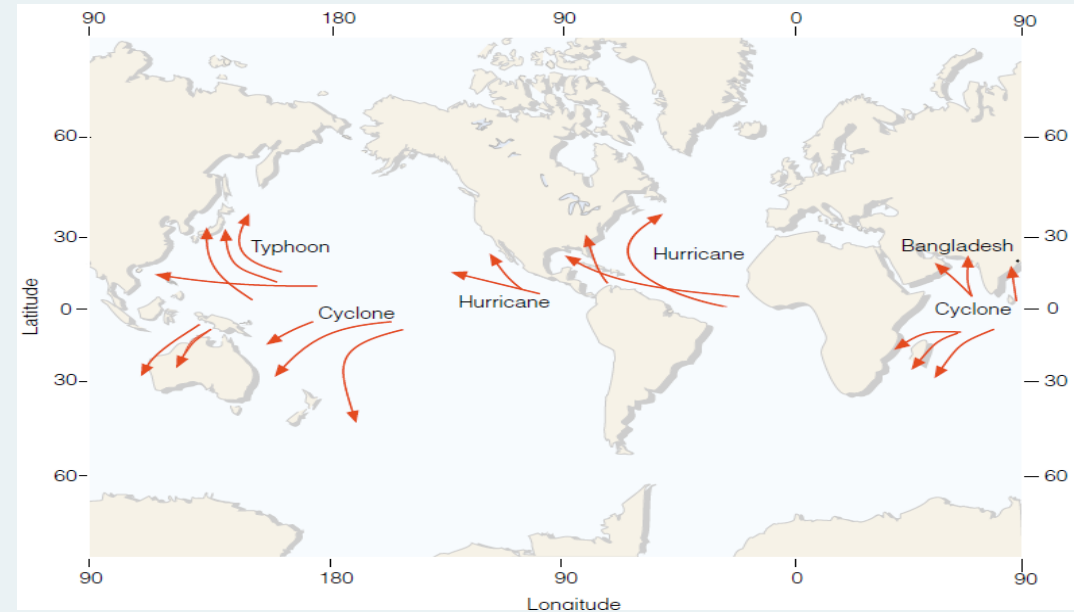 90 180 90 0 90
60 60
30 30
Typhoon Hurricane Bangladesh
Hurricane
0 0
Cyclone Cyclone
Latitude
30 30
60 60
90 180 90 0 90
Longitude